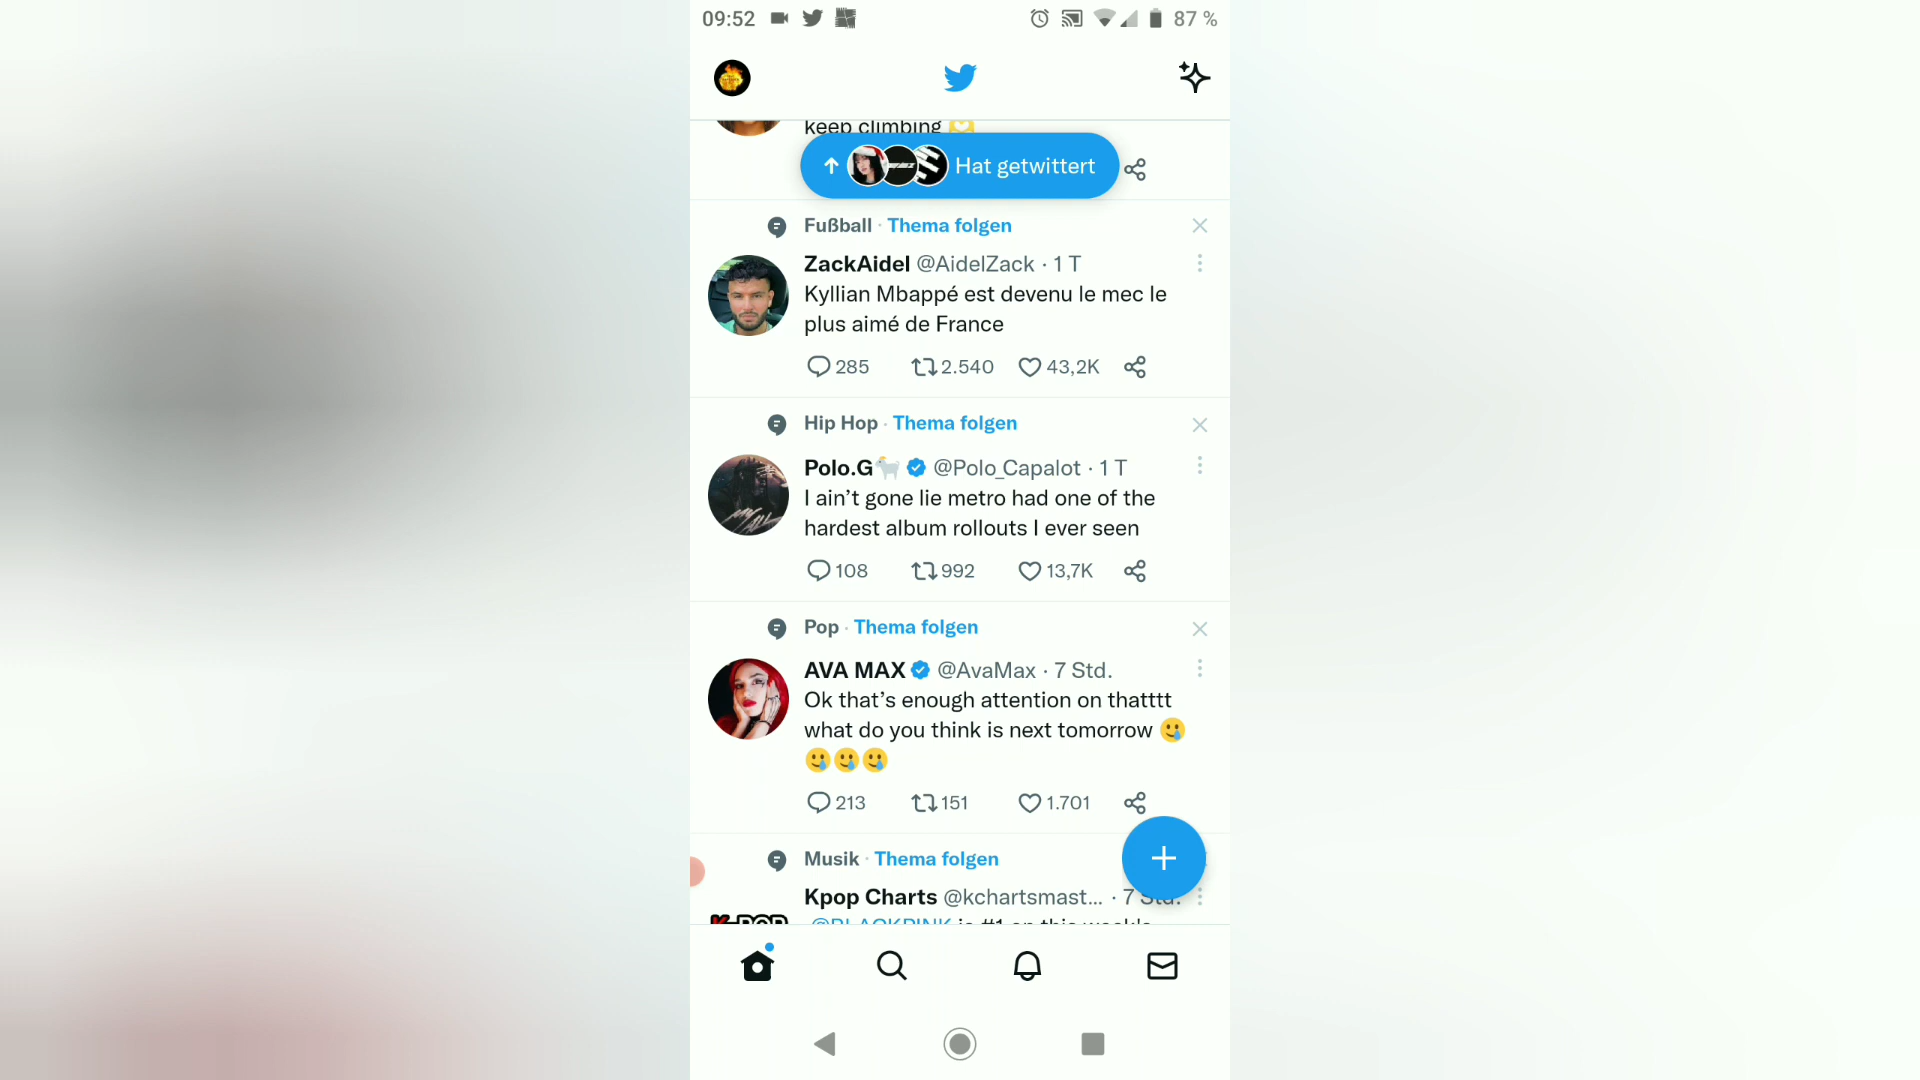 09:52
87 %
keep climbing
Hat getwittert
Fußball · Thema folgen
ZackAidel @AidelZack · 1 T
Kyllian Mbappé est devenu le mec le
plus aimé de France
285 2.540 43,2K
Hip Hop · Thema folgen
Polo.G🐐 @Polo_Capalot · 1 T
I ain’t gone lie metro had one of the
hardest album rollouts I ever seen
108 992 13,7K
Pop · Thema folgen
AVA MAX @AvaMax · 7 Std.
Ok that’s enough attention on thatttt
what do you think is next tomorrow 🥲
🥲🥲🥲
213 151 1.701
Musik · Thema folgen
Kpop Charts @kchartsmast... · 7 Std.
K-POP @BLACKPINK is #1 on this week's